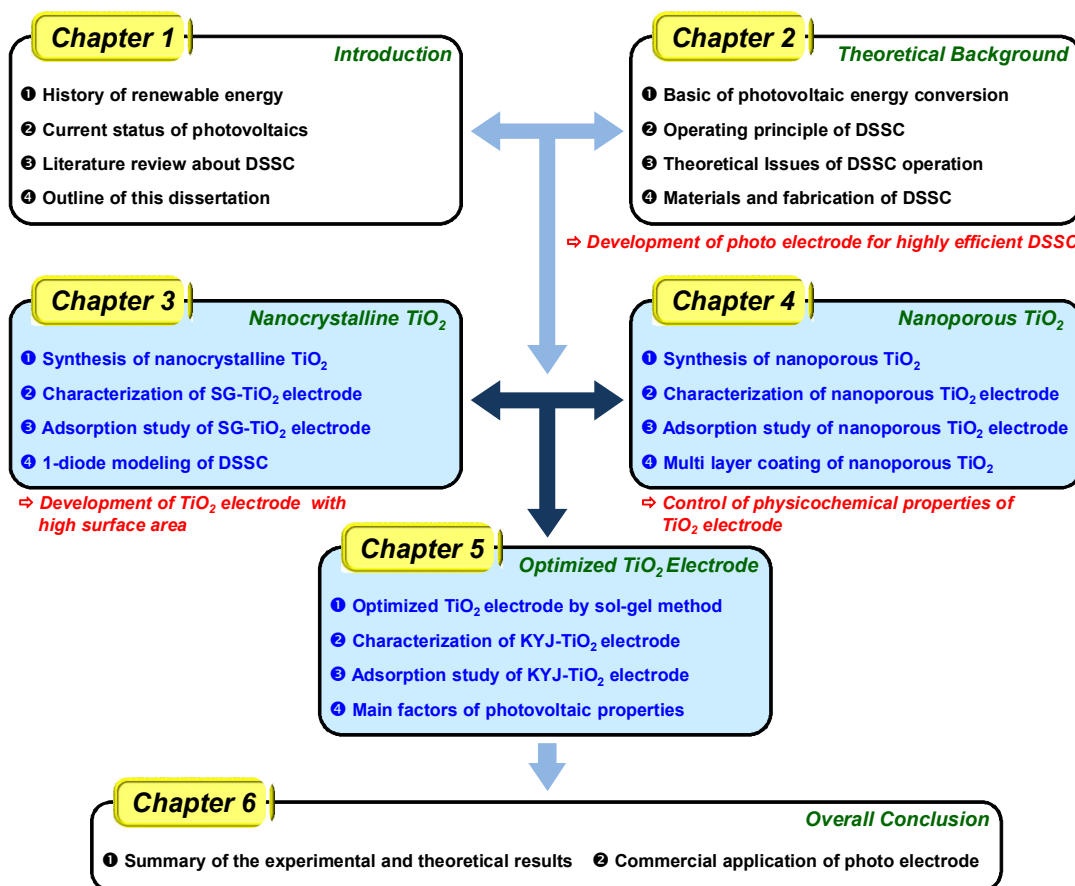 Chapter 1
Introduction
❶ History of renewable energy
❷ Current status of photovoltaics
❸ Literature review about DSSC
❹ Outline of this dissertation
Chapter 2
Theoretical Background
❶ Basic of photovoltaic energy conversion
❷ Operating principle of DSSC
❸ Theoretical Issues of DSSC operation
❹ Materials and fabrication of DSSC
⇨ Development of photo electrode for highly efficient DSSC
Chapter 3
Nanocrystalline TiO₂
❶ Synthesis of nanocrystalline TiO₂
❷ Characterization of SG-TiO₂ electrode
❸ Adsorption study of SG-TiO₂ electrode
❹ 1-diode modeling of DSSC
⇨ Development of TiO₂ electrode with
high surface area
Chapter 4
Nanoporous TiO₂
❶ Synthesis of nanoporous TiO₂
❷ Characterization of nanoporous TiO₂ electrode
❸ Adsorption study of nanoporous TiO₂ electrode
❹ Multi layer coating of nanoporous TiO₂
⇨ Control of physicochemical properties of
TiO₂ electrode
Chapter 5
Optimized TiO₂ Electrode
❶ Optimized TiO₂ electrode by sol-gel method
❷ Characterization of KYJ-TiO₂ electrode
❸ Adsorption study of KYJ-TiO₂ electrode
❹ Main factors of photovoltaic properties
Chapter 6
Overall Conclusion
❶ Summary of the experimental and theoretical results ❷ Commercial application of photo electrode